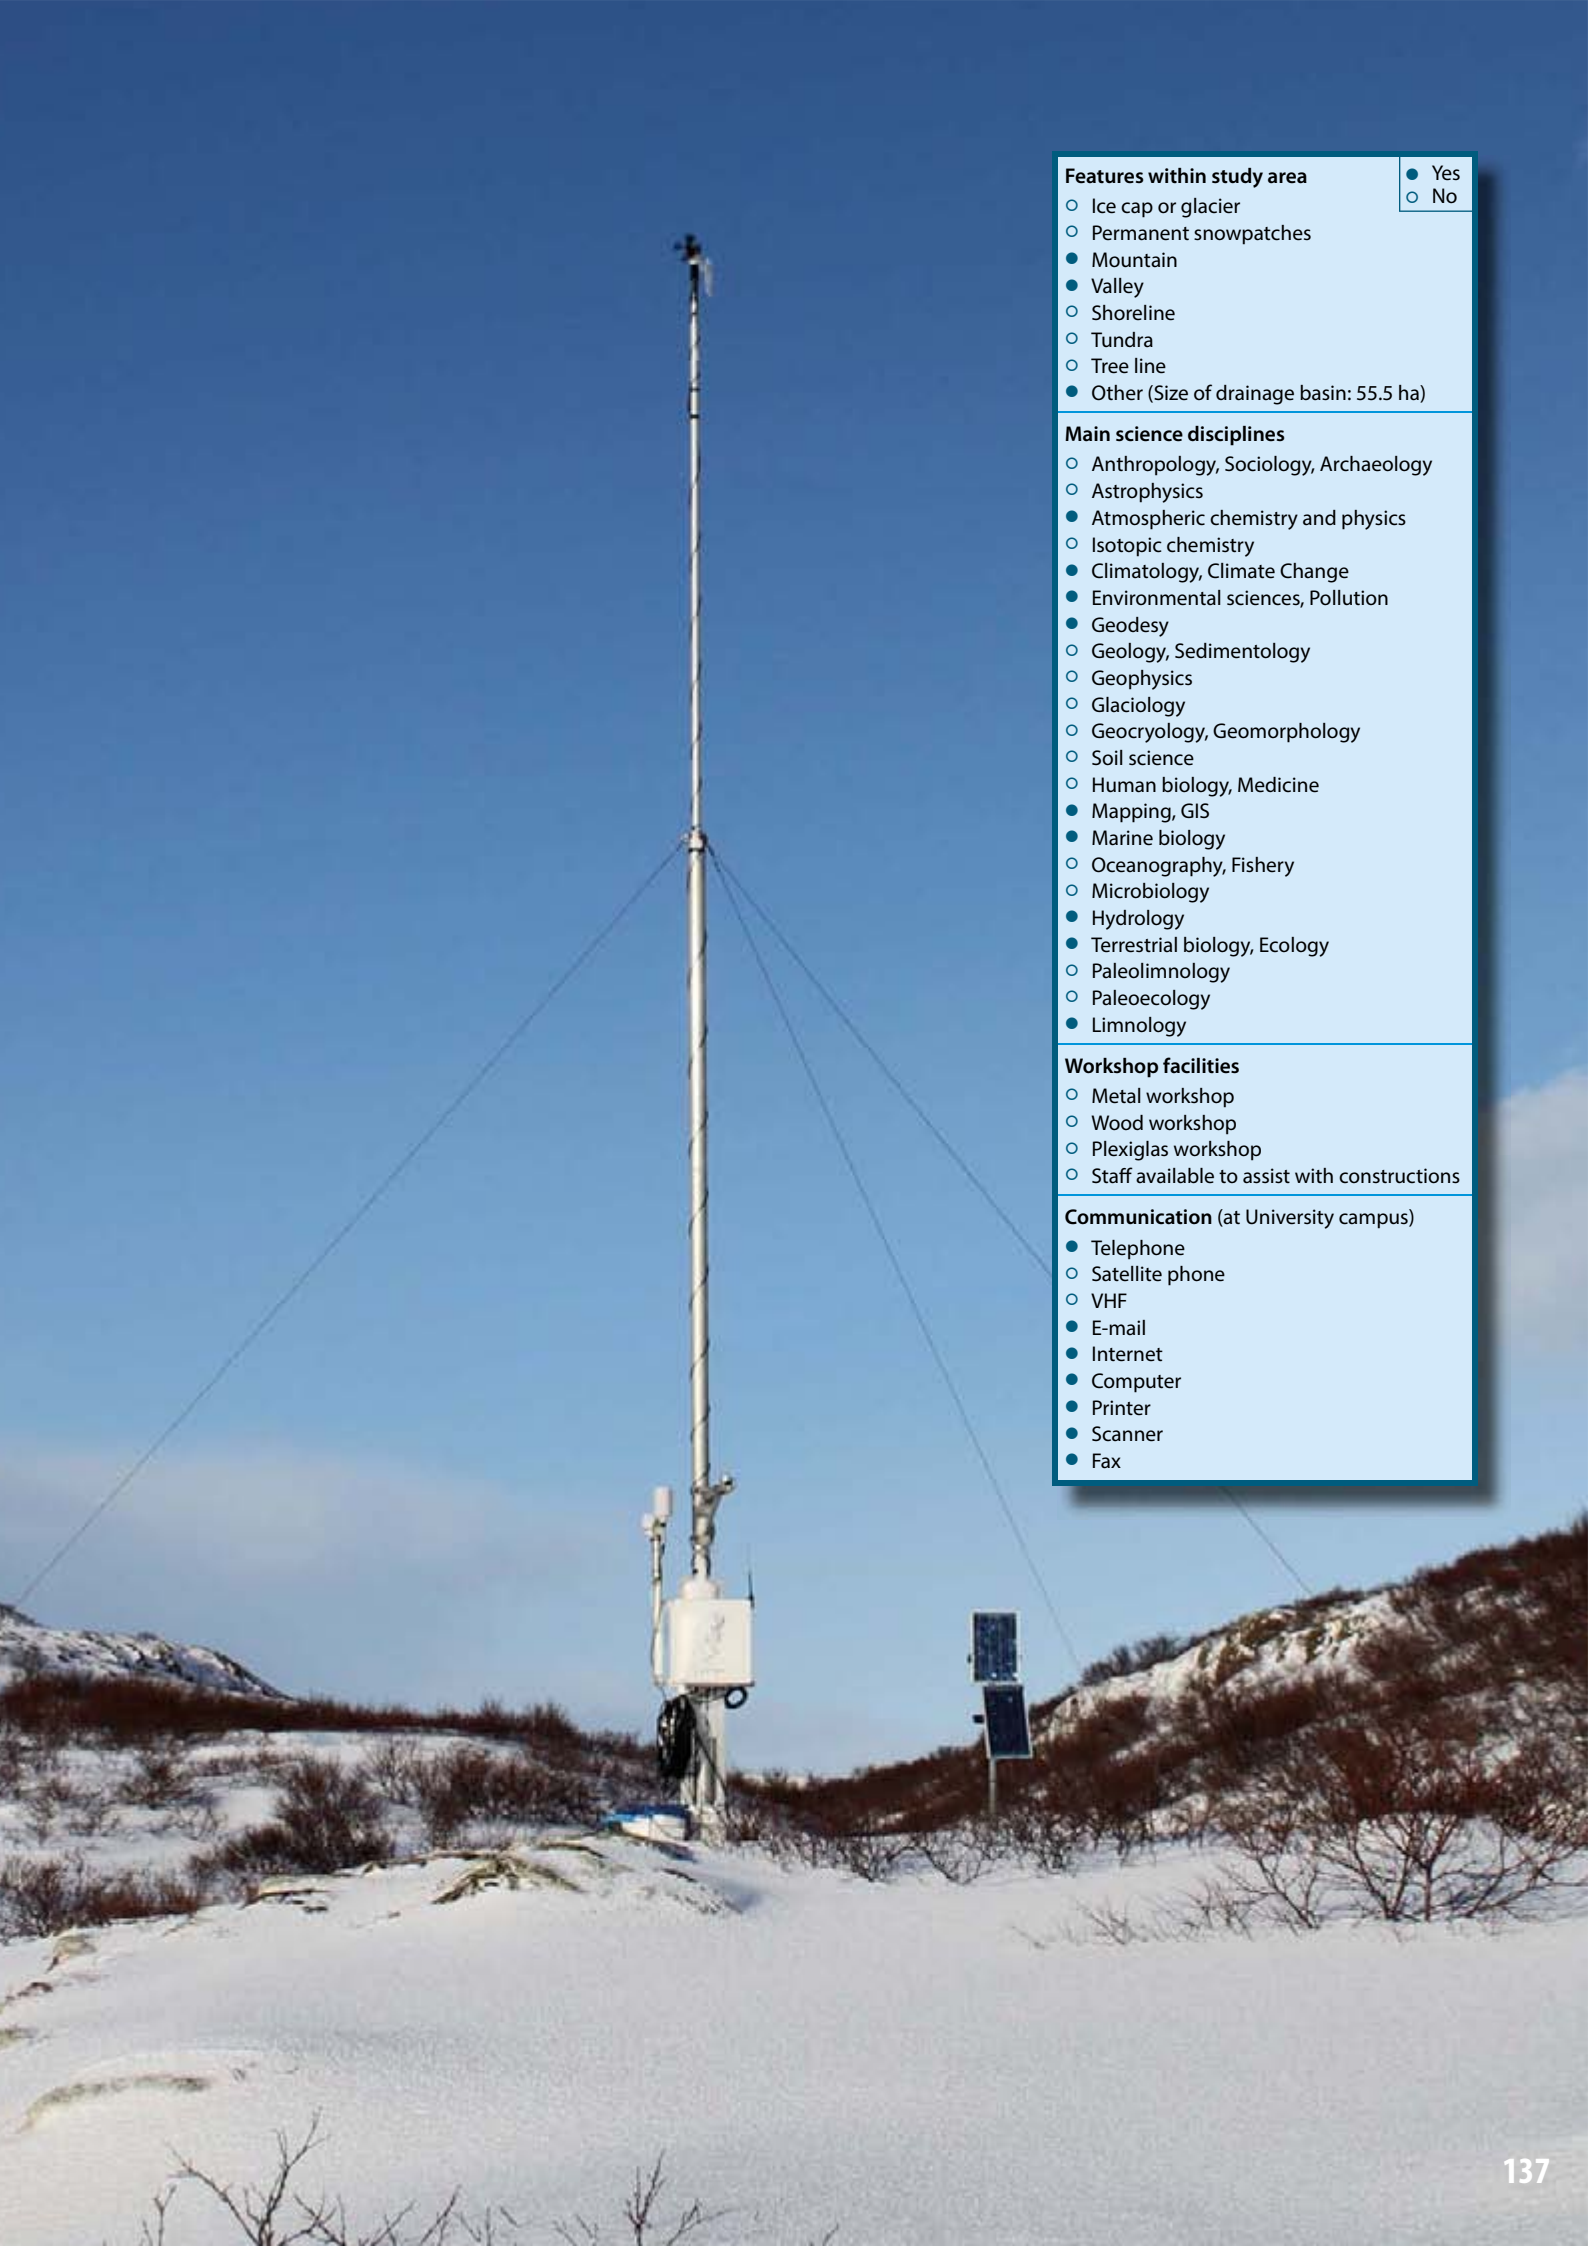 Features within study area
● Yes
○ No
○ Ice cap or glacier
○ Permanent snowpatches
● Mountain
● Valley
○ Shoreline
○ Tundra
○ Tree line
● Other (Size of drainage basin: 55.5 ha)
Main science disciplines
○ Anthropology, Sociology, Archaeology
○ Astrophysics
● Atmospheric chemistry and physics
○ Isotopic chemistry
● Climatology, Climate Change
● Environmental sciences, Pollution
● Geodesy
○ Geology, Sedimentology
○ Geophysics
○ Glaciology
○ Geocryology, Geomorphology
○ Soil science
○ Human biology, Medicine
● Mapping, GIS
● Marine biology
○ Oceanography, Fishery
○ Microbiology
● Hydrology
● Terrestrial biology, Ecology
○ Paleolimnology
○ Paleoecology
● Limnology
Workshop facilities
○ Metal workshop
○ Wood workshop
○ Plexiglas workshop
○ Staff available to assist with constructions
Communication (at University campus)
● Telephone
○ Satellite phone
○ VHF
● E-mail
● Internet
● Computer
● Printer
● Scanner
● Fax
137